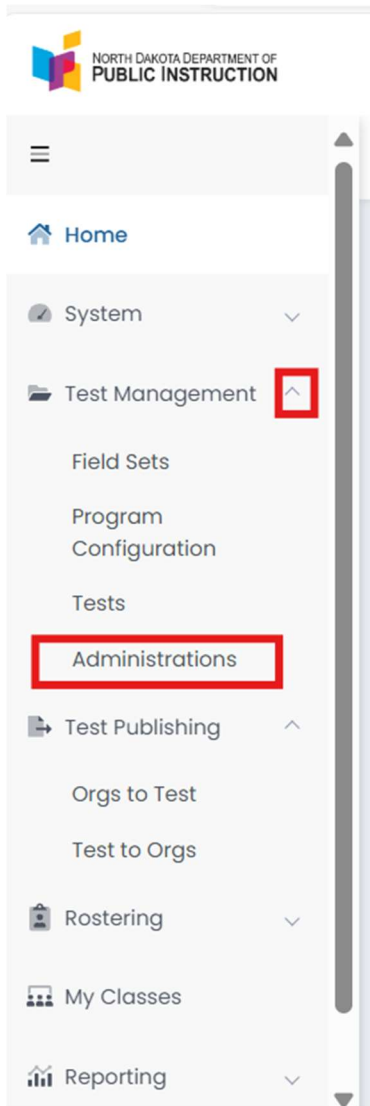 NORTH DAKOTA DEPARTMENT OF
PUBLIC INSTRUCTION
Home
System
Test Management
Field Sets
Program
Configuration
Tests
Administrations
Test Publishing
Orgs to Test
Test to Orgs
Rostering
My Classes
Reporting